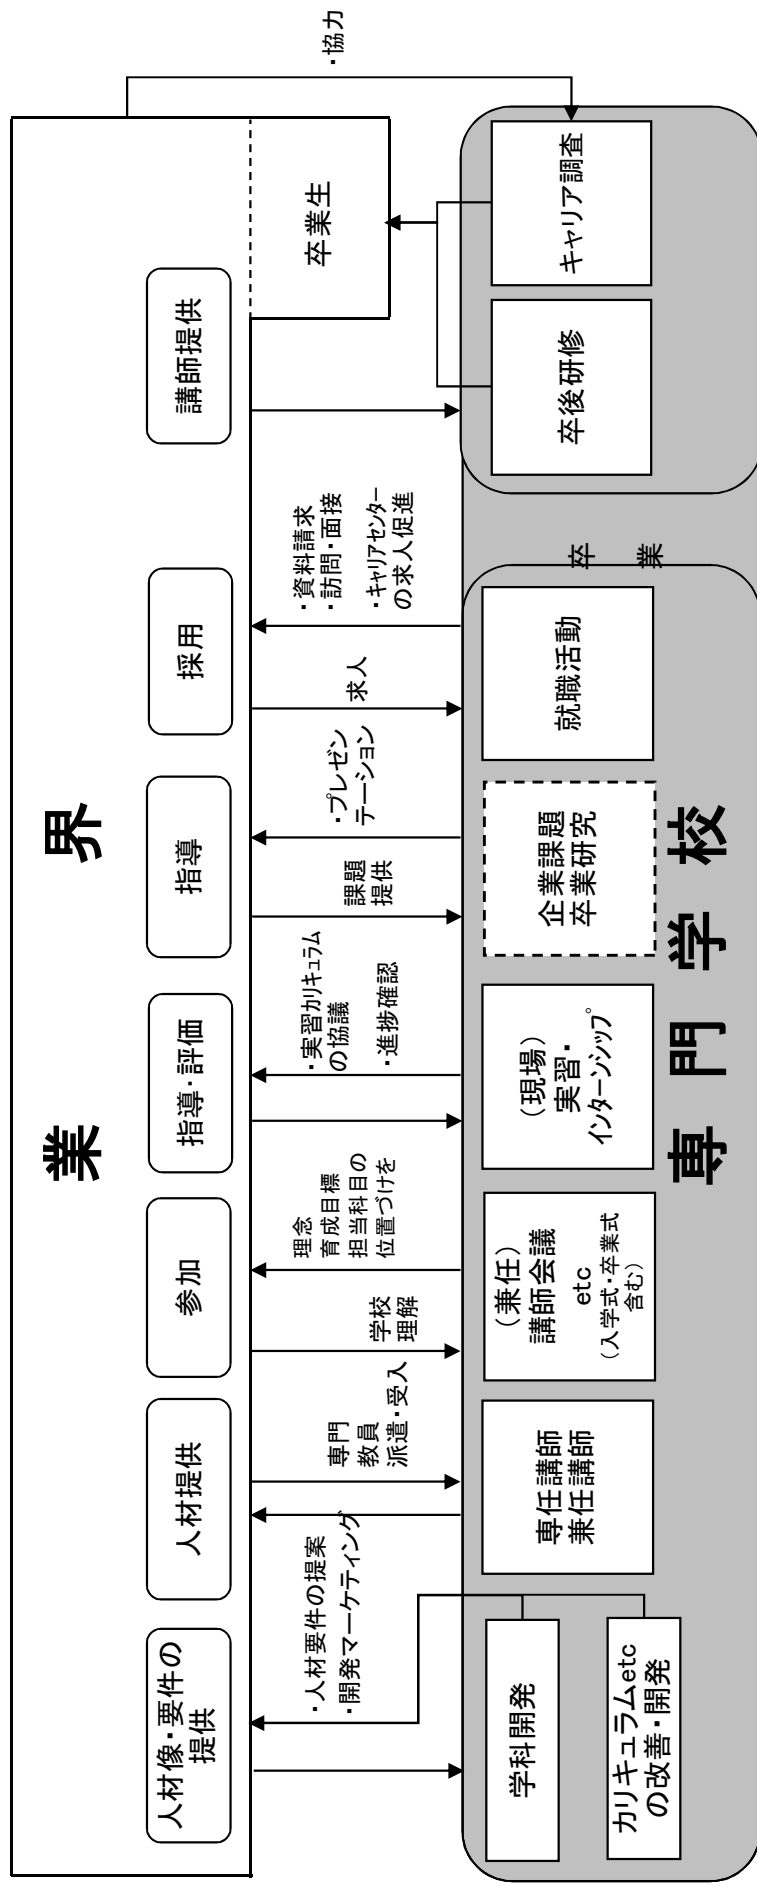 業界
人材像・要件の
提供
人材提供
参加
指導・評価
指導
採用
講師提供
卒業生
・協力
・人材要件の提案
・開発マーケティング
専門
教員
派遣・受入
学校
理解
理念
育成目標
担当科目の
位置づけを
・実習カリキュラム
の協議
・進捗確認
課題
提供
・プレゼン
テーション
求人
・資料請求
・訪問・面接
・キャリアセンター
の求人促進
学科開発
カリキュラムetc
の改善・開発
専任講師
兼任講師
（兼任）
講師会議
etc
（入学式・卒業式
含む）
（現場）
実習・
インターンシップ
企業課題
卒業研究
就職活動
卒業
卒後研修
キャリア調査
専門学校